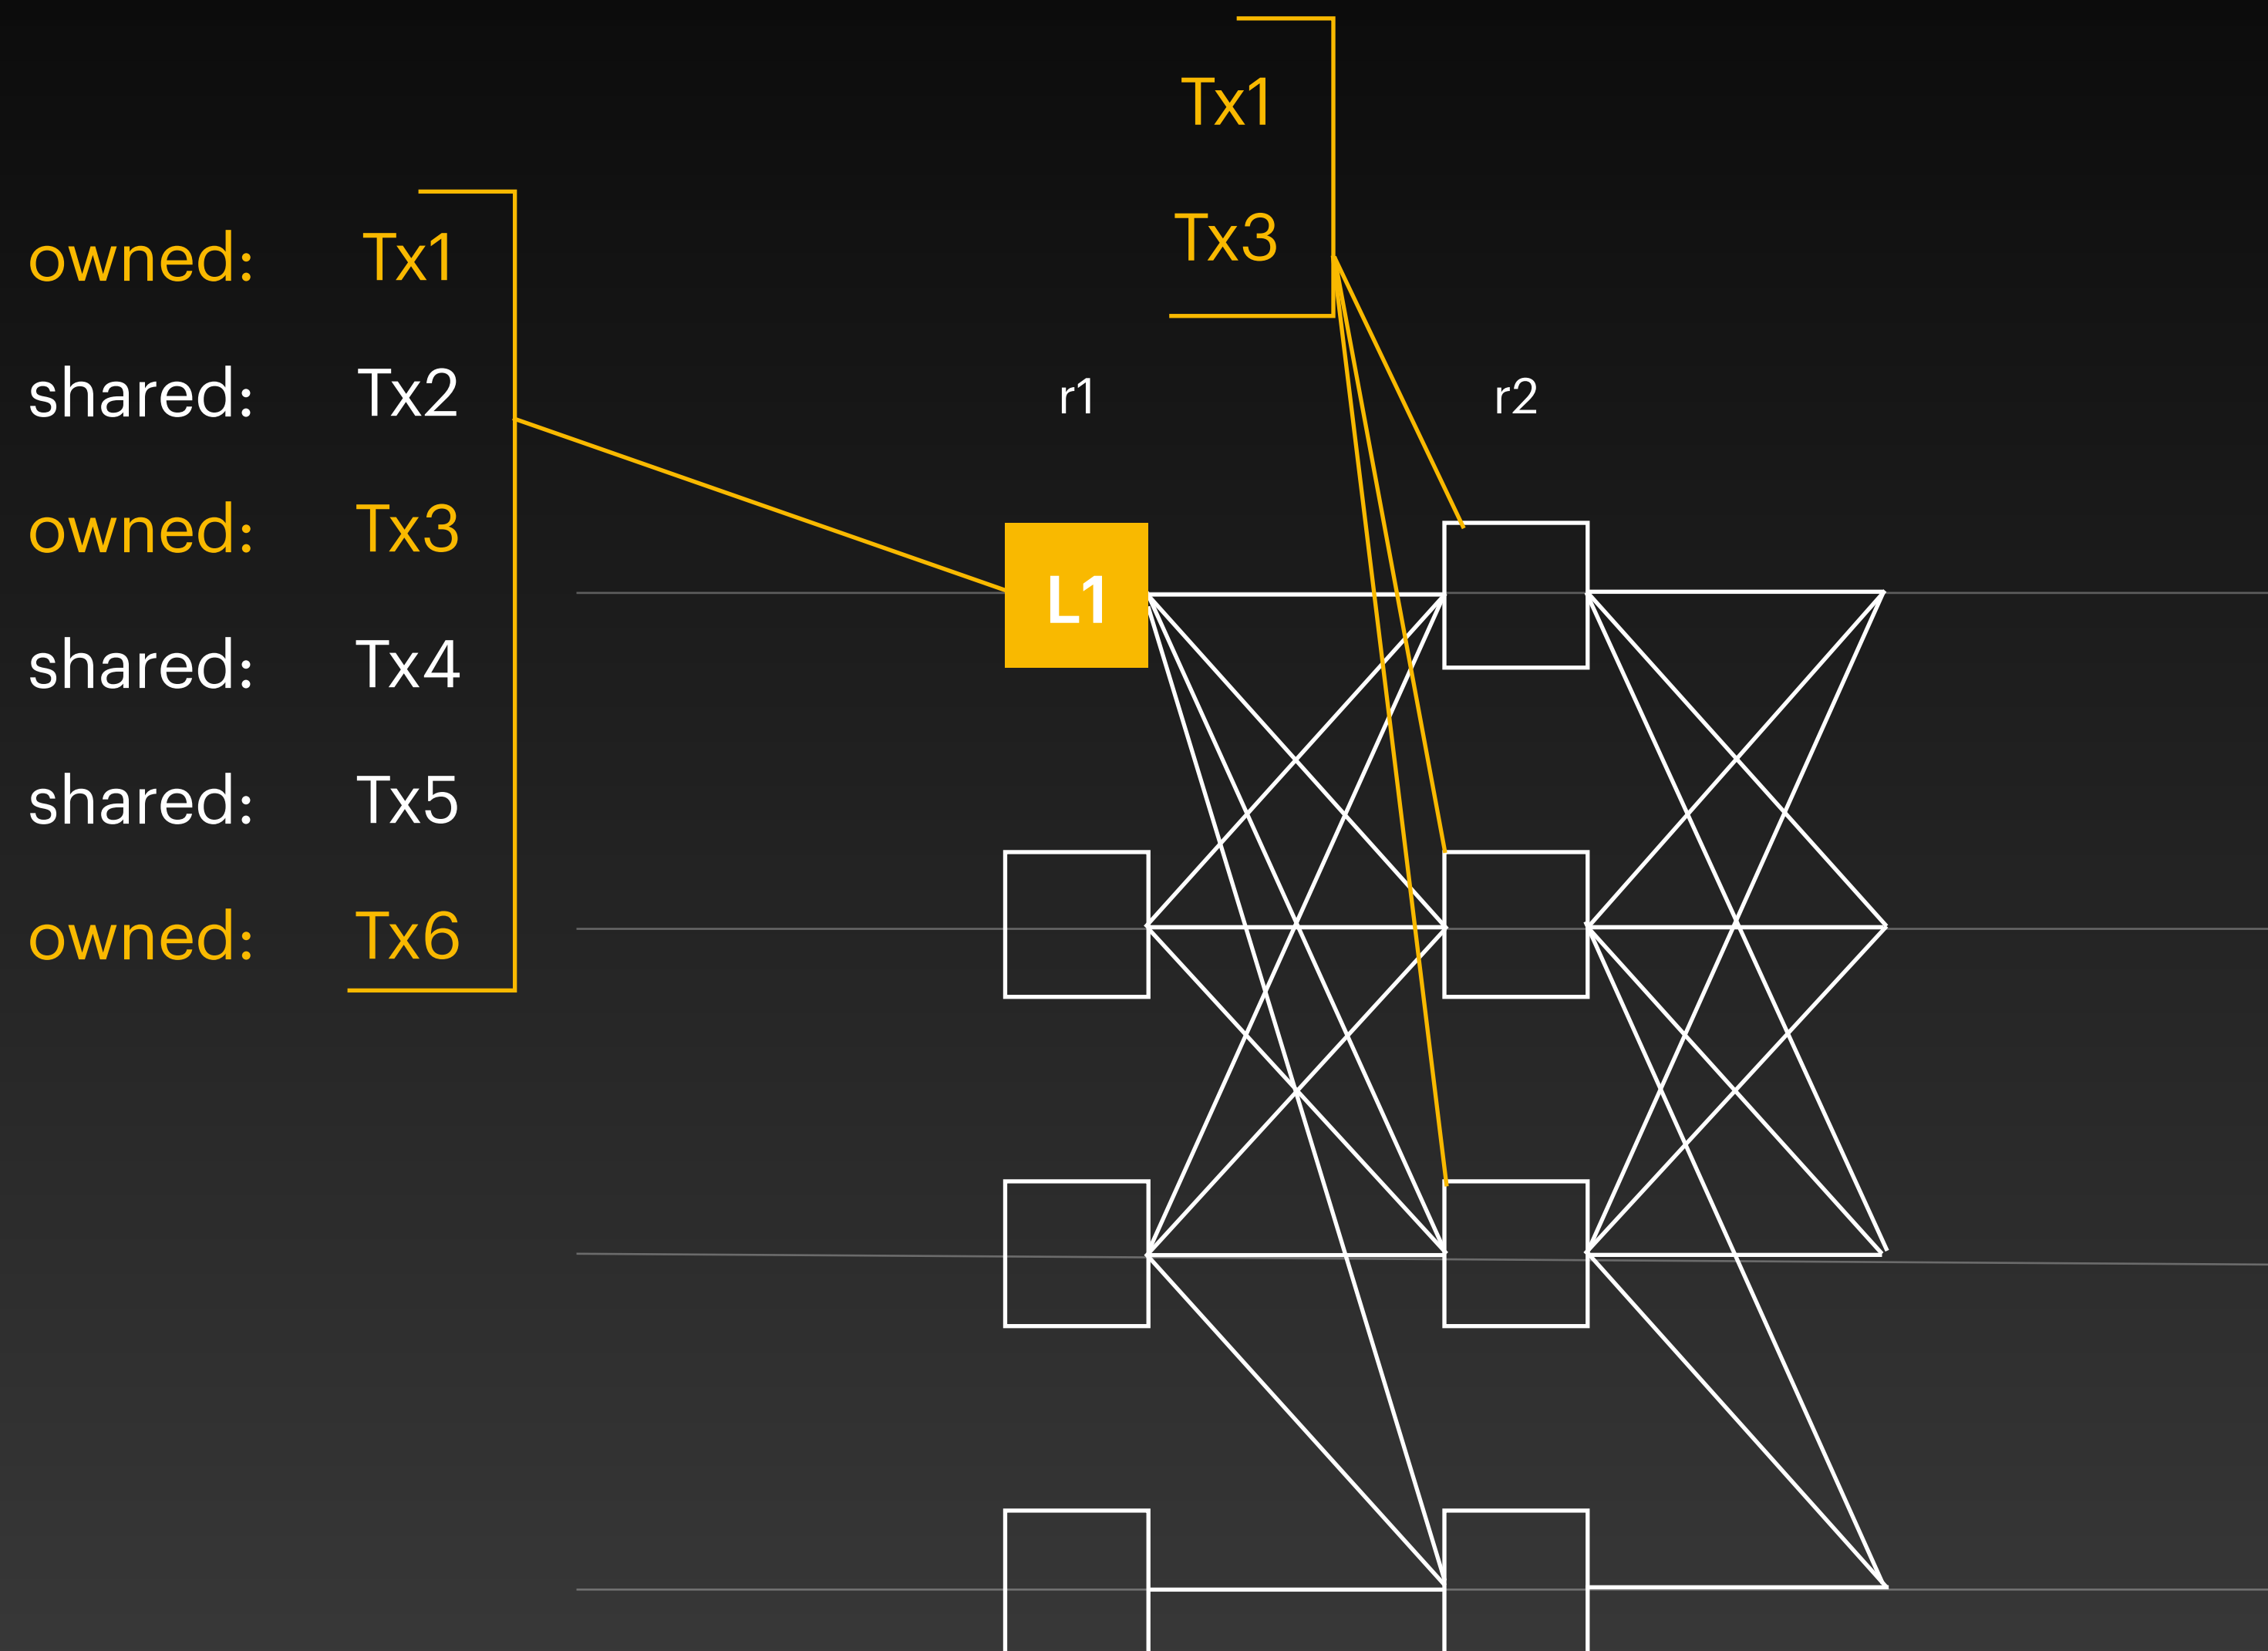 Tx1
Tx3
owned: Tx1
shared: Tx2
owned: Tx3
shared: Tx4
shared: Tx5
owned: Tx6
r1
r2
L1